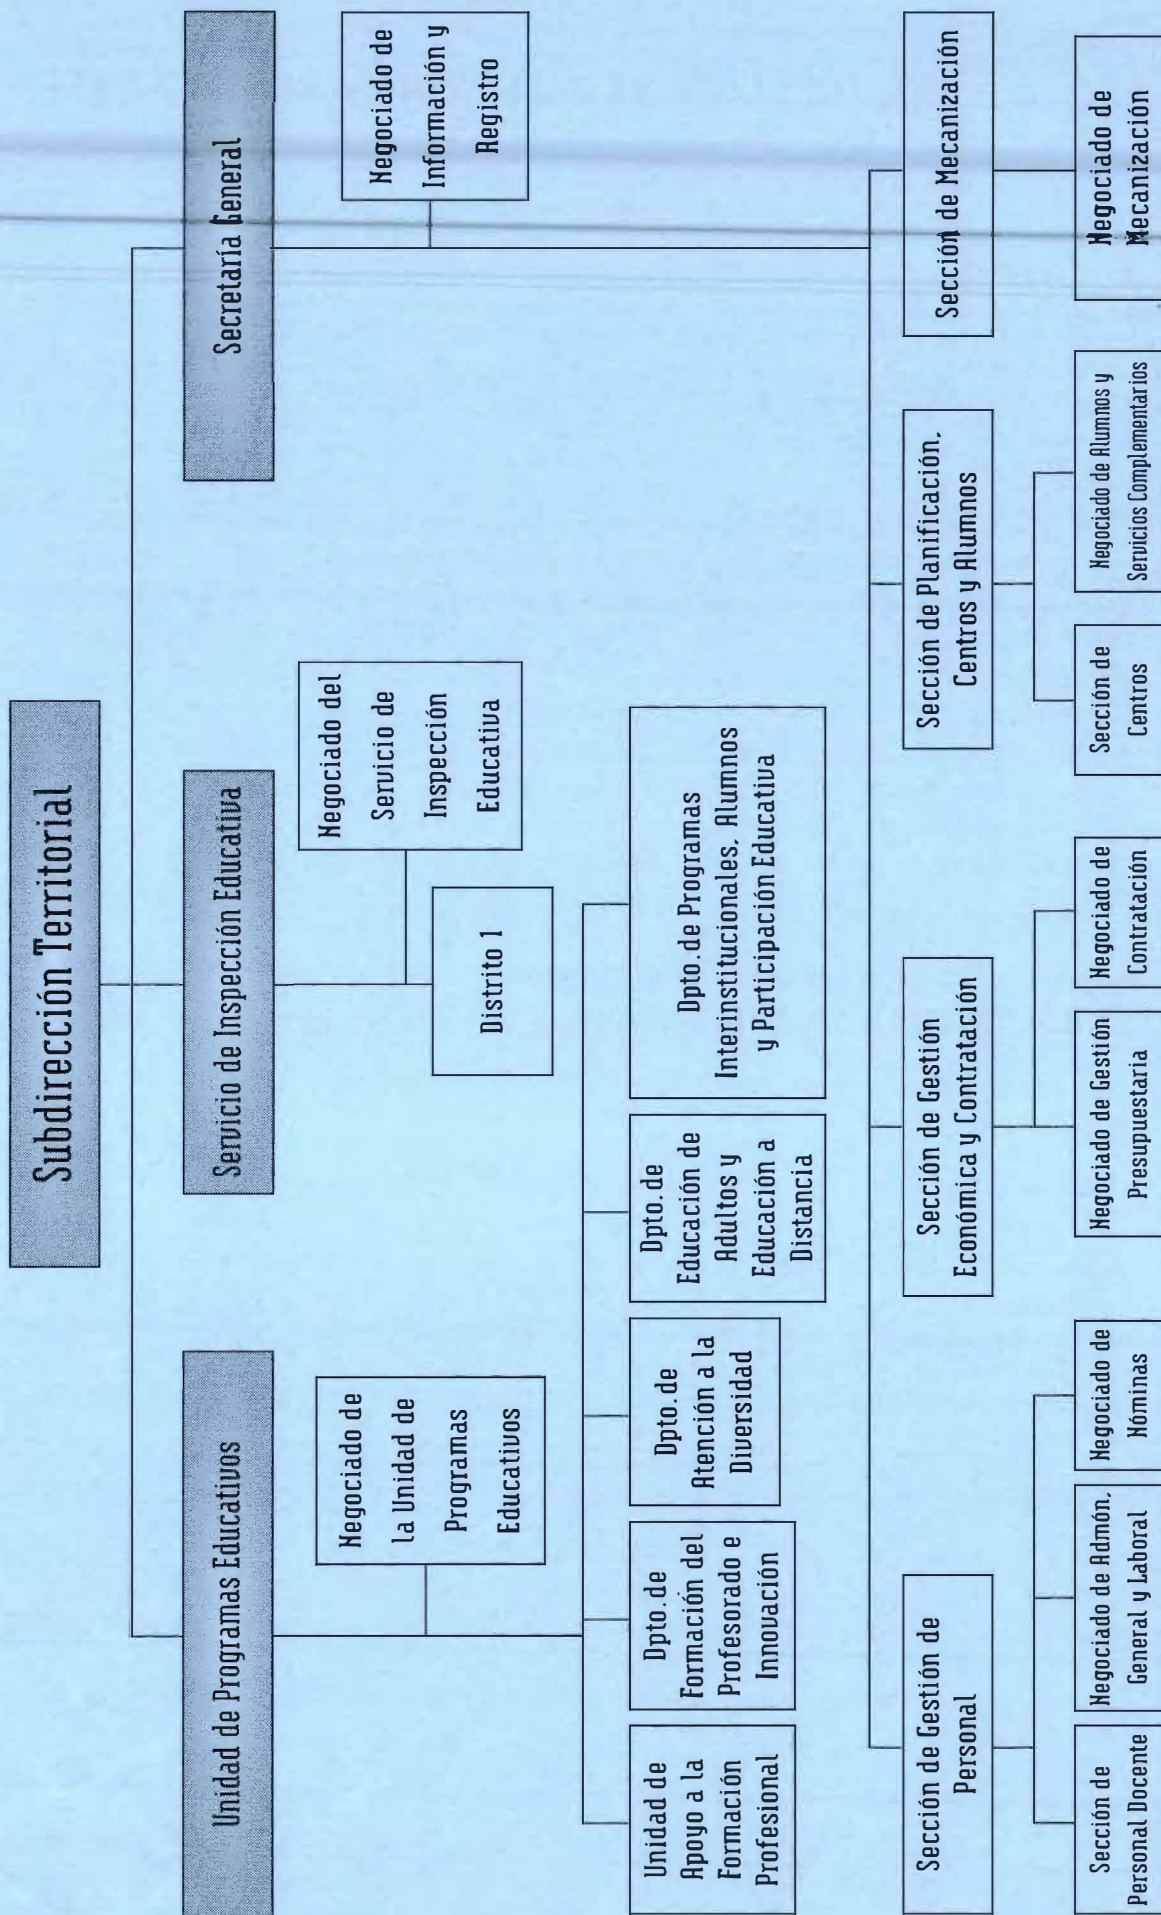 Subdirección Territorial
Unidad de Programas Educativos
Servicio de Inspección Educativa
Secretaría General
Negociado de
la Unidad de
Programas
Educativos
Negociado del
Servicio de
Inspección
Educativa
Negociado de
Información y
Registro
Distrito 1
Unidad de
Apoyo a la
Formación
Profesional
Dpto. de
Formación del
Profesorado e
Innovación
Dpto. de
Atención a la
Diversidad
Dpto. de
Educación de
Adultos y
Educación a
Distancia
Dpto. de Programas
Interinstitucionales, Alumnos
y Participación Educativa
Sección de Gestión de
Personal
Sección de Gestión
Económica y Contratación
Sección de Planificación,
Centros y Alumnos
Sección de Mecanización
Sección de
Personal Docente
Negociado de Admón.
General y Laboral
Negociado de
Nóminas
Negociado de Gestión
Presupuestaria
Negociado de
Contratación
Sección de
Centros
Negociado de Alumnos y
Servicios Complementarios
Negociado de
Mecanización